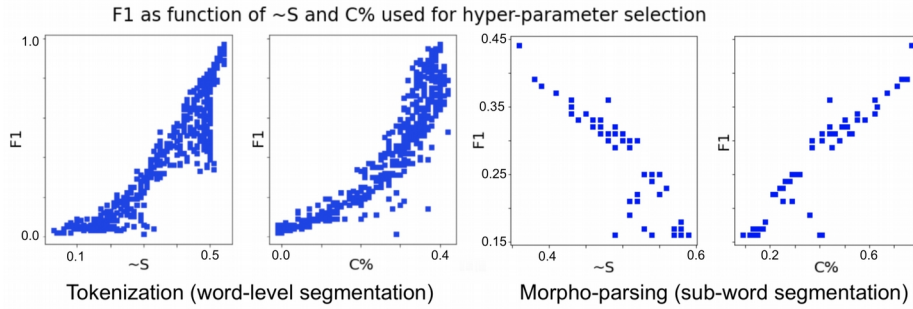 F1 as function of ~S and C% used for hyper-parameter selection
1.0
F1
0.0
0.1
0.5
~S
F1
0.0
0.4
C%
0.45
0.35
F1
0.25
0.15
0.4
0.6
~S
F1
0.2
0.6
C%
Tokenization (word-level segmentation)
Morpho-parsing (sub-word segmentation)